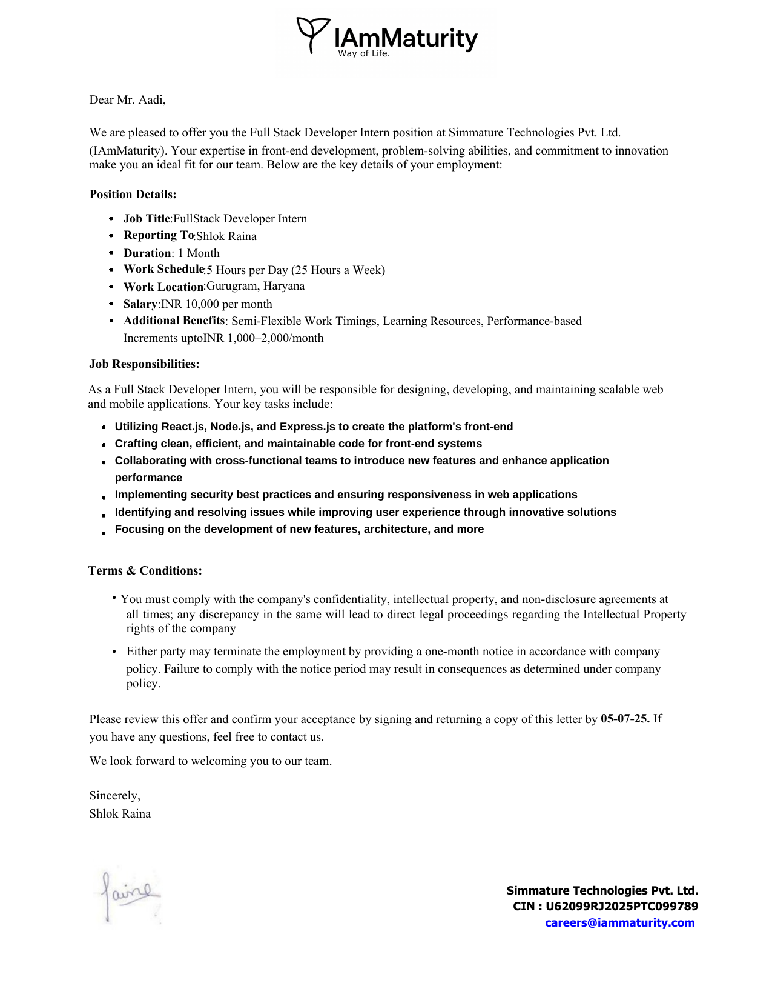 IAmMaturity
Way of Life.
Dear Mr. Aadi,
We are pleased to offer you the Full Stack Developer Intern position at Simmature Technologies Pvt. Ltd.
(IAmMaturity). Your expertise in front-end development, problem-solving abilities, and commitment to innovation
make you an ideal fit for our team. Below are the key details of your employment:
Position Details:
• Job Title:FullStack Developer Intern
• Reporting To:Shlok Raina
• Duration: 1 Month
• Work Schedule:5 Hours per Day (25 Hours a Week)
• Work Location:Gurugram, Haryana
• Salary:INR 10,000 per month
• Additional Benefits: Semi-Flexible Work Timings, Learning Resources, Performance-based
Increments uptoINR 1,000–2,000/month
Job Responsibilities:
As a Full Stack Developer Intern, you will be responsible for designing, developing, and maintaining scalable web
and mobile applications. Your key tasks include:
• Utilizing React.js, Node.js, and Express.js to create the platform's front-end
• Crafting clean, efficient, and maintainable code for front-end systems
• Collaborating with cross-functional teams to introduce new features and enhance application
performance
• Implementing security best practices and ensuring responsiveness in web applications
• Identifying and resolving issues while improving user experience through innovative solutions
• Focusing on the development of new features, architecture, and more
Terms & Conditions:
• You must comply with the company's confidentiality, intellectual property, and non-disclosure agreements at
all times; any discrepancy in the same will lead to direct legal proceedings regarding the Intellectual Property
rights of the company
• Either party may terminate the employment by providing a one-month notice in accordance with company
policy. Failure to comply with the notice period may result in consequences as determined under company
policy.
Please review this offer and confirm your acceptance by signing and returning a copy of this letter by 05-07-25. If
you have any questions, feel free to contact us.
We look forward to welcoming you to our team.
Sincerely,
Shlok Raina
Simmature Technologies Pvt. Ltd.
CIN : U62099RJ2025PTC099789
careers@iammaturity.com